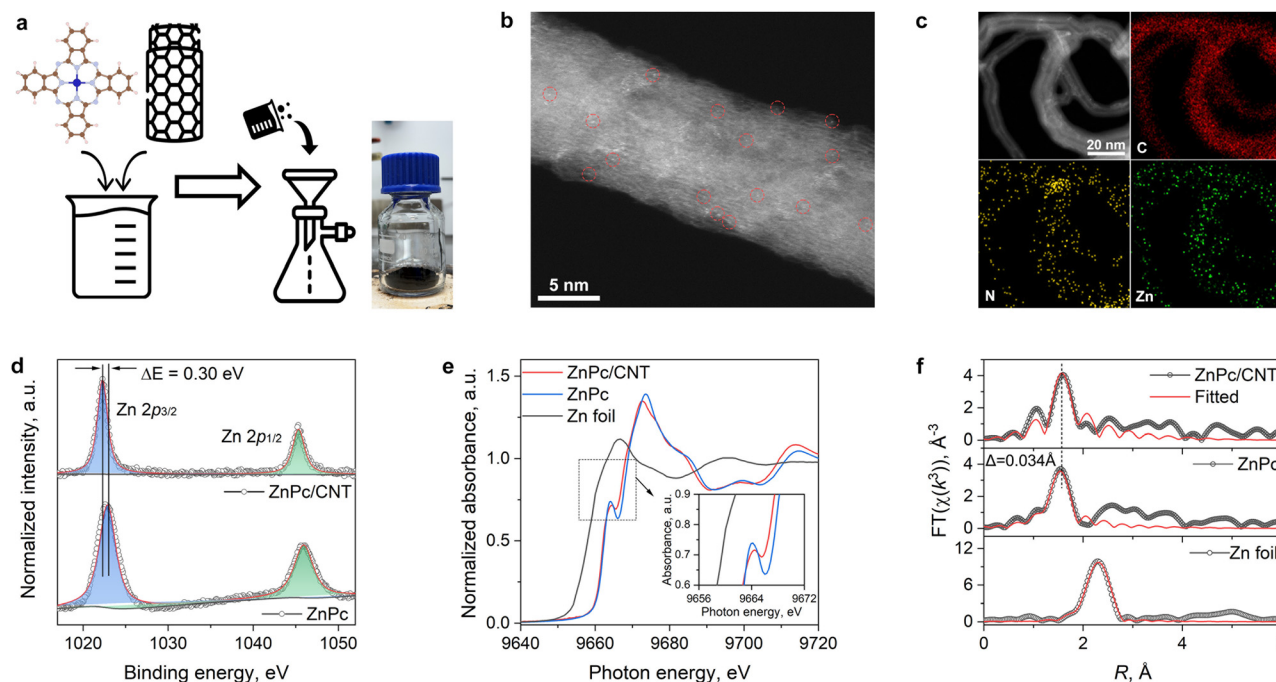 a
b
5 nm
c
20 nm
C
N
Zn
d
ΔE = 0.30 eV
Zn 2p3/2
Zn 2p1/2
ZnPc/CNT
ZnPc
Normalized intensity, a.u.
1020
1030
1040
1050
Binding energy, eV
e
ZnPc/CNT
ZnPc
Zn foil
Normalized absorbance, a.u.
1.5
1.0
0.5
0.0
9640
9660
9680
9700
9720
Photon energy, eV
Absorbance, a.u.
0.9
0.8
0.7
0.6
9656
9664
9672
Photon energy, eV
f
ZnPc/CNT
Fitted
Δ=0.034Å
ZnPc
Zn foil
FT(χ(k³)), Å⁻³
4
2
0
4
2
0
12
6
0
0
2
4
R, Å